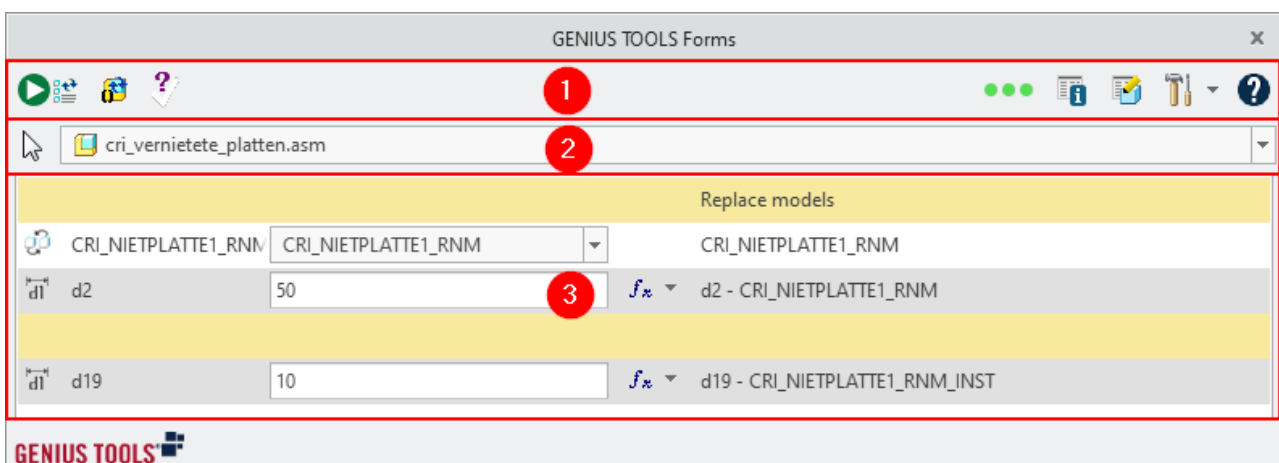 GENIUS TOOLS Forms x
? 1 ?
cri_vernietete_platten.asm 2
Replace models
CRI_NIETPLATTE1_RNM CRI_NIETPLATTE1_RNM
d1 d2 50 3 fx d2 - CRI_NIETPLATTE1_RNM
d1 d19 10 fx d19 - CRI_NIETPLATTE1_RNM_INST
GENIUS TOOLS